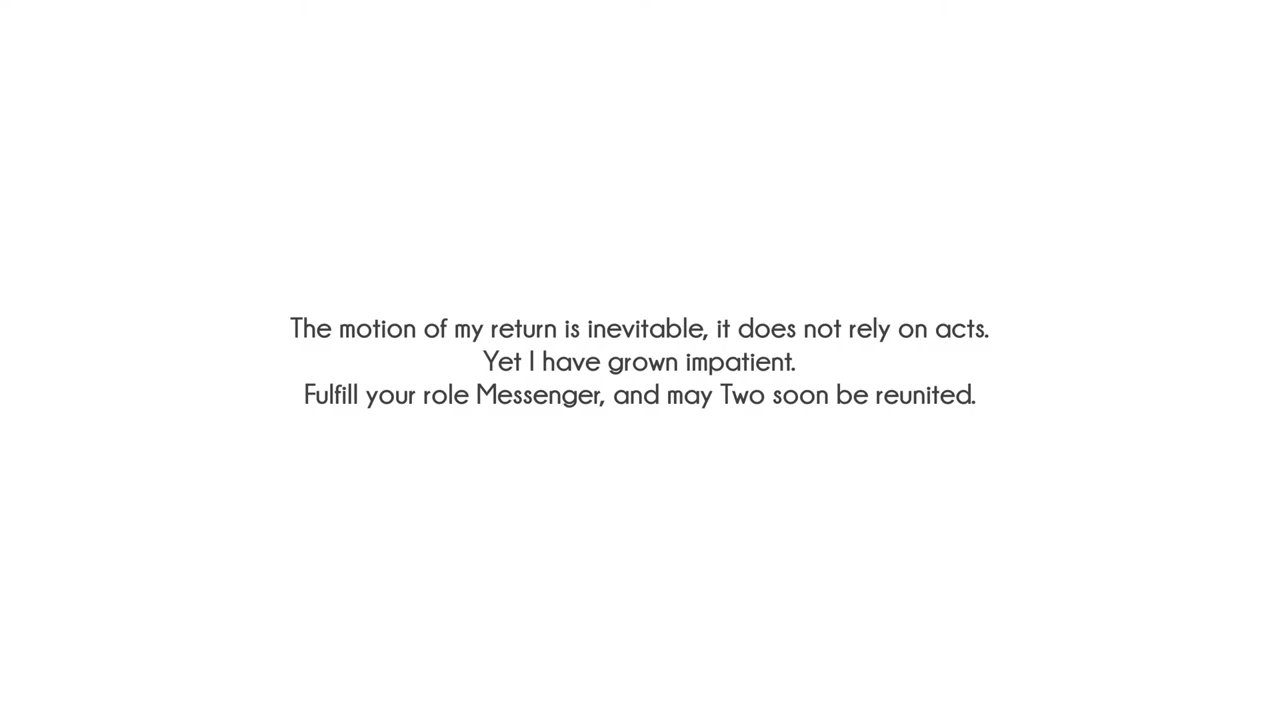 The motion of my return is inevitable, it does not rely on acts.
Yet I have grown impatient.
Fulfill your role Messenger, and may Two soon be reunited.